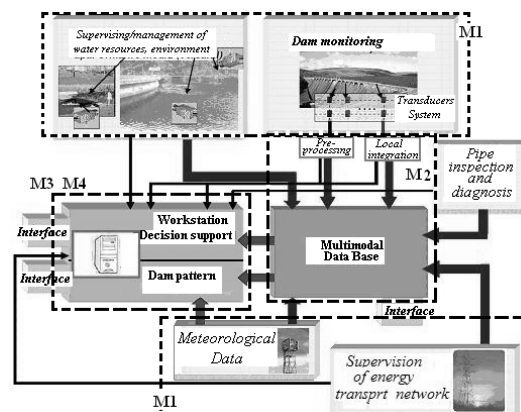 Supervising/management of
water resources, environment
Dam monitoring
M1
Transducers
System
Pre-
processing
Local
integration
M2
Pipe
inspection
and
diagnosis
M3 M4
Interface
Workstation
Decision support
Multimodal
Data Base
Interface
Dam pattern
Interface
Meteorological
Data
Supervision
of energy
transprt network
M1